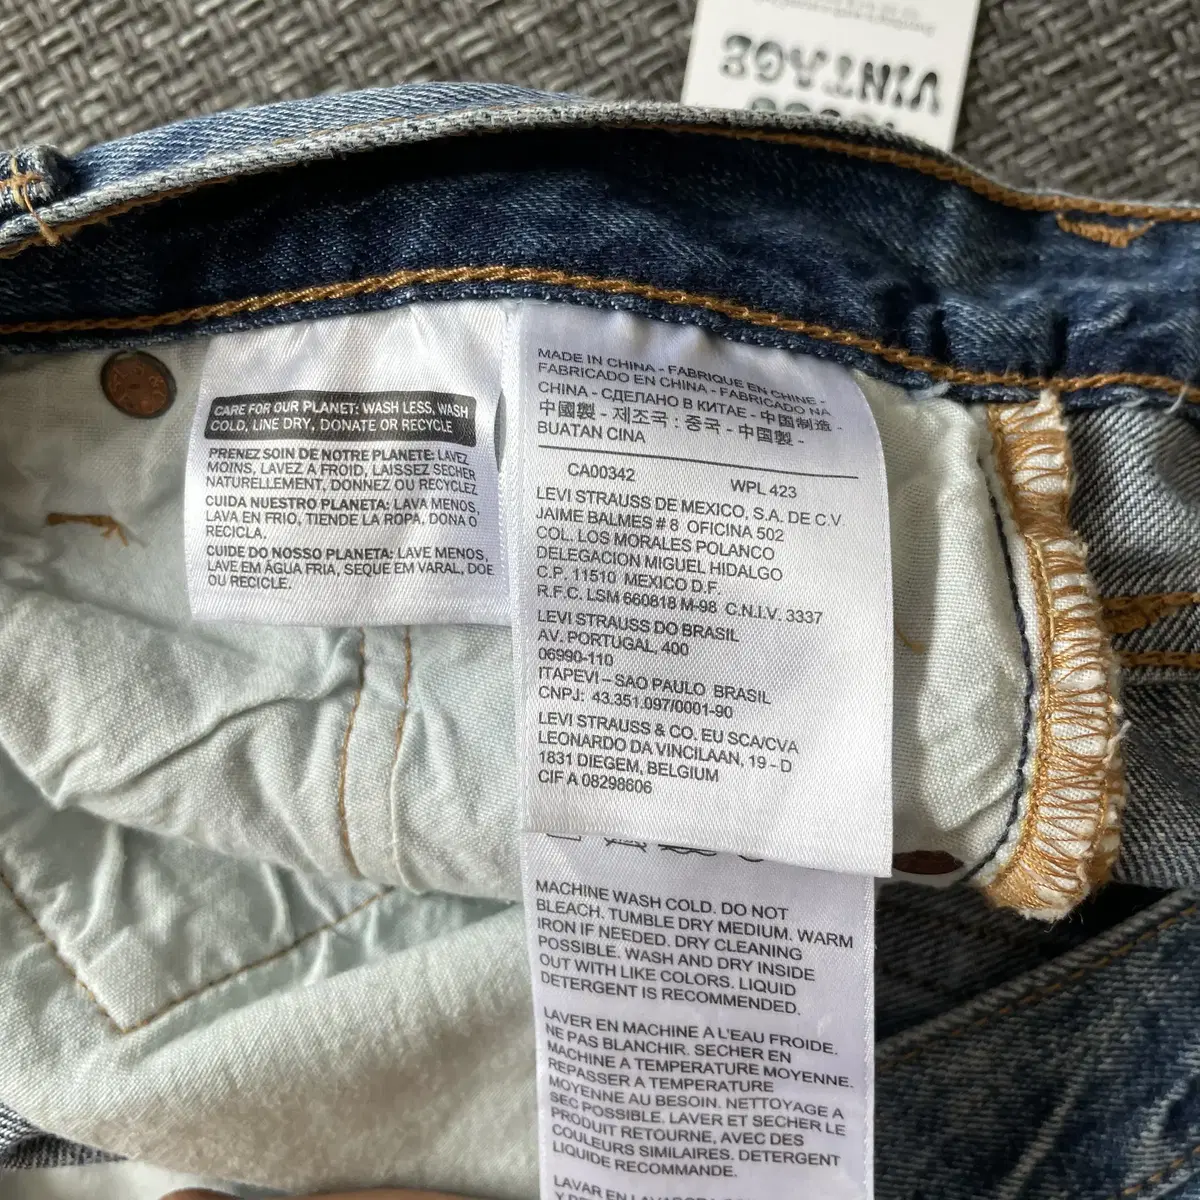 VINTAGE
CARE FOR OUR PLANET: WASH LESS, WASH
COLD, LINE DRY, DONATE OR RECYCLE
PRENEZ SOIN DE NOTRE PLANETE: LAVEZ
MOINS, LAVEZ A FROID, LAISSEZ SECHER
NATURELLEMENT, DONNEZ OU RECYCLEZ
CUIDA NUESTRO PLANETA: LAVA MENOS,
LAVA EN FRIO, TIENDE LA ROPA, DONA O
RECICLA.
CUIDE DO NOSSO PLANETA: LAVE MENOS,
LAVE EM ÁGUA FRIA, SEQUE EM VARAL, DOE
OU RECICLE.
MADE IN CHINA - FABRIQUE EN CHINE -
FABRICADO EN CHINA - FABRICADO NA
CHINA - СДЕЛАНО В КИТАЕ - 中国制造 -
中國製 - 제조국 : 중국 - 中国製 -
BUATAN CINA
CA00342 WPL 423
LEVI STRAUSS DE MEXICO, S.A. DE C.V
JAIME BALMES # 8 OFICINA 502
COL. LOS MORALES POLANCO
DELEGACION MIGUEL HIDALGO
C.P. 11510 MEXICO D.F.
R.F.C. LSM 660818 M-98 C.N.I.V. 3337
LEVI STRAUSS DO BRASIL
AV. PORTUGAL, 400
06990-110
ITAPEVI – SAO PAULO BRASIL
CNPJ: 43.351.097/0001-90
LEVI STRAUSS & CO. EU SCA/CVA
LEONARDO DA VINCILAAN, 19 - D
1831 DIEGEM, BELGIUM
CIF A 08298606
MACHINE WASH COLD. DO NOT
BLEACH. TUMBLE DRY MEDIUM. WARM
IRON IF NEEDED. DRY CLEANING
POSSIBLE. WASH AND DRY INSIDE
OUT WITH LIKE COLORS. LIQUID
DETERGENT IS RECOMMENDED.
LAVER EN MACHINE A L'EAU FROIDE.
NE PAS BLANCHIR. SECHER EN
MACHINE A TEMPERATURE MOYENNE.
REPASSER A TEMPERATURE
MOYENNE AU BESOIN. NETTOYAGE A
SEC POSSIBLE. LAVER ET SECHER LE
PRODUIT RETOURNE, AVEC DES
COULEURS SIMILAIRES. DETERGENT
LIQUIDE RECOMMANDE.
LAVAR EN LAVADORA